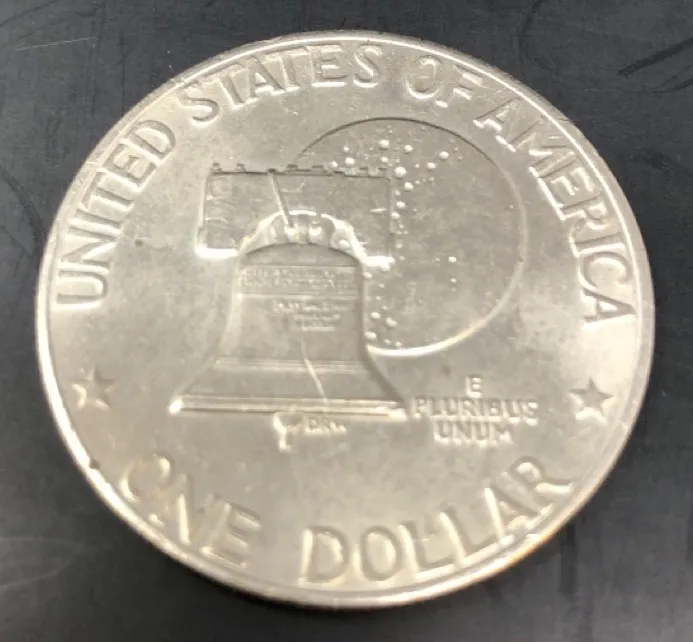 UNITED STATES OF AMERICA
E
PLURIBUS
UNUM
ONE DOLLAR